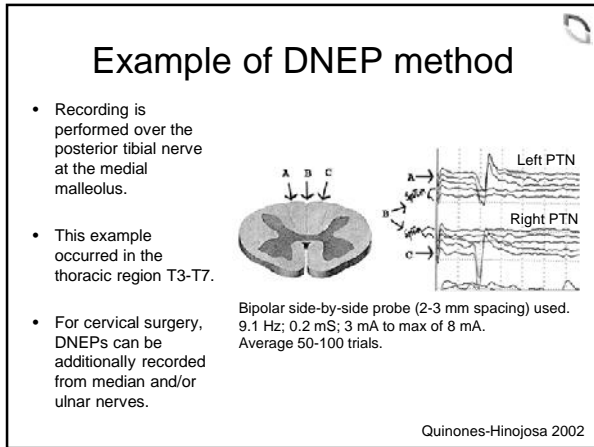 Example of DNEP method
• Recording is
performed over the
posterior tibial nerve
at the medial
malleolus.
• This example
occurred in the
thoracic region T3-T7.
• For cervical surgery,
DNEPs can be
additionally recorded
from median and/or
ulnar nerves.
A B C
Left PTN
A
B
Right PTN
C
Bipolar side-by-side probe (2-3 mm spacing) used.
9.1 Hz; 0.2 mS; 3 mA to max of 8 mA.
Average 50-100 trials.
Quinones-Hinojosa 2002